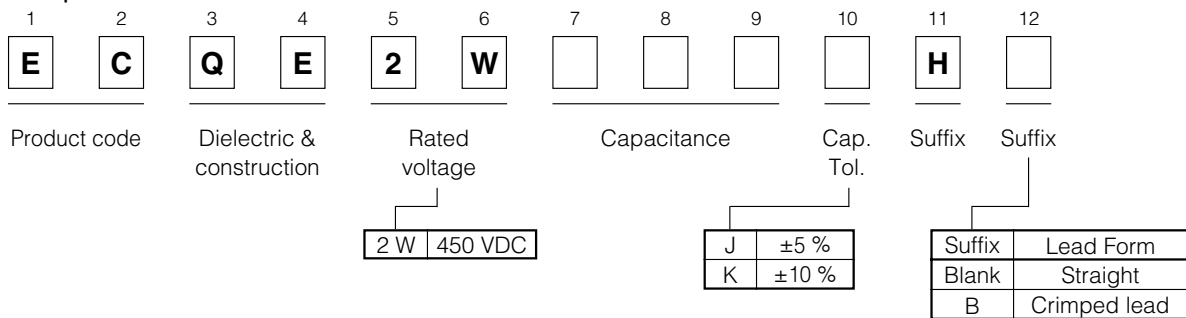 1 2 3 4 5 6 7 8 9 10 11 12
E C Q E 2 W H
Product code Dielectric & construction Rated voltage Capacitance Cap. Tol. Suffix Suffix
2 W 450 VDC
J ±5 %
K ±10 %
Suffix Lead Form
Blank Straight
B Crimped lead